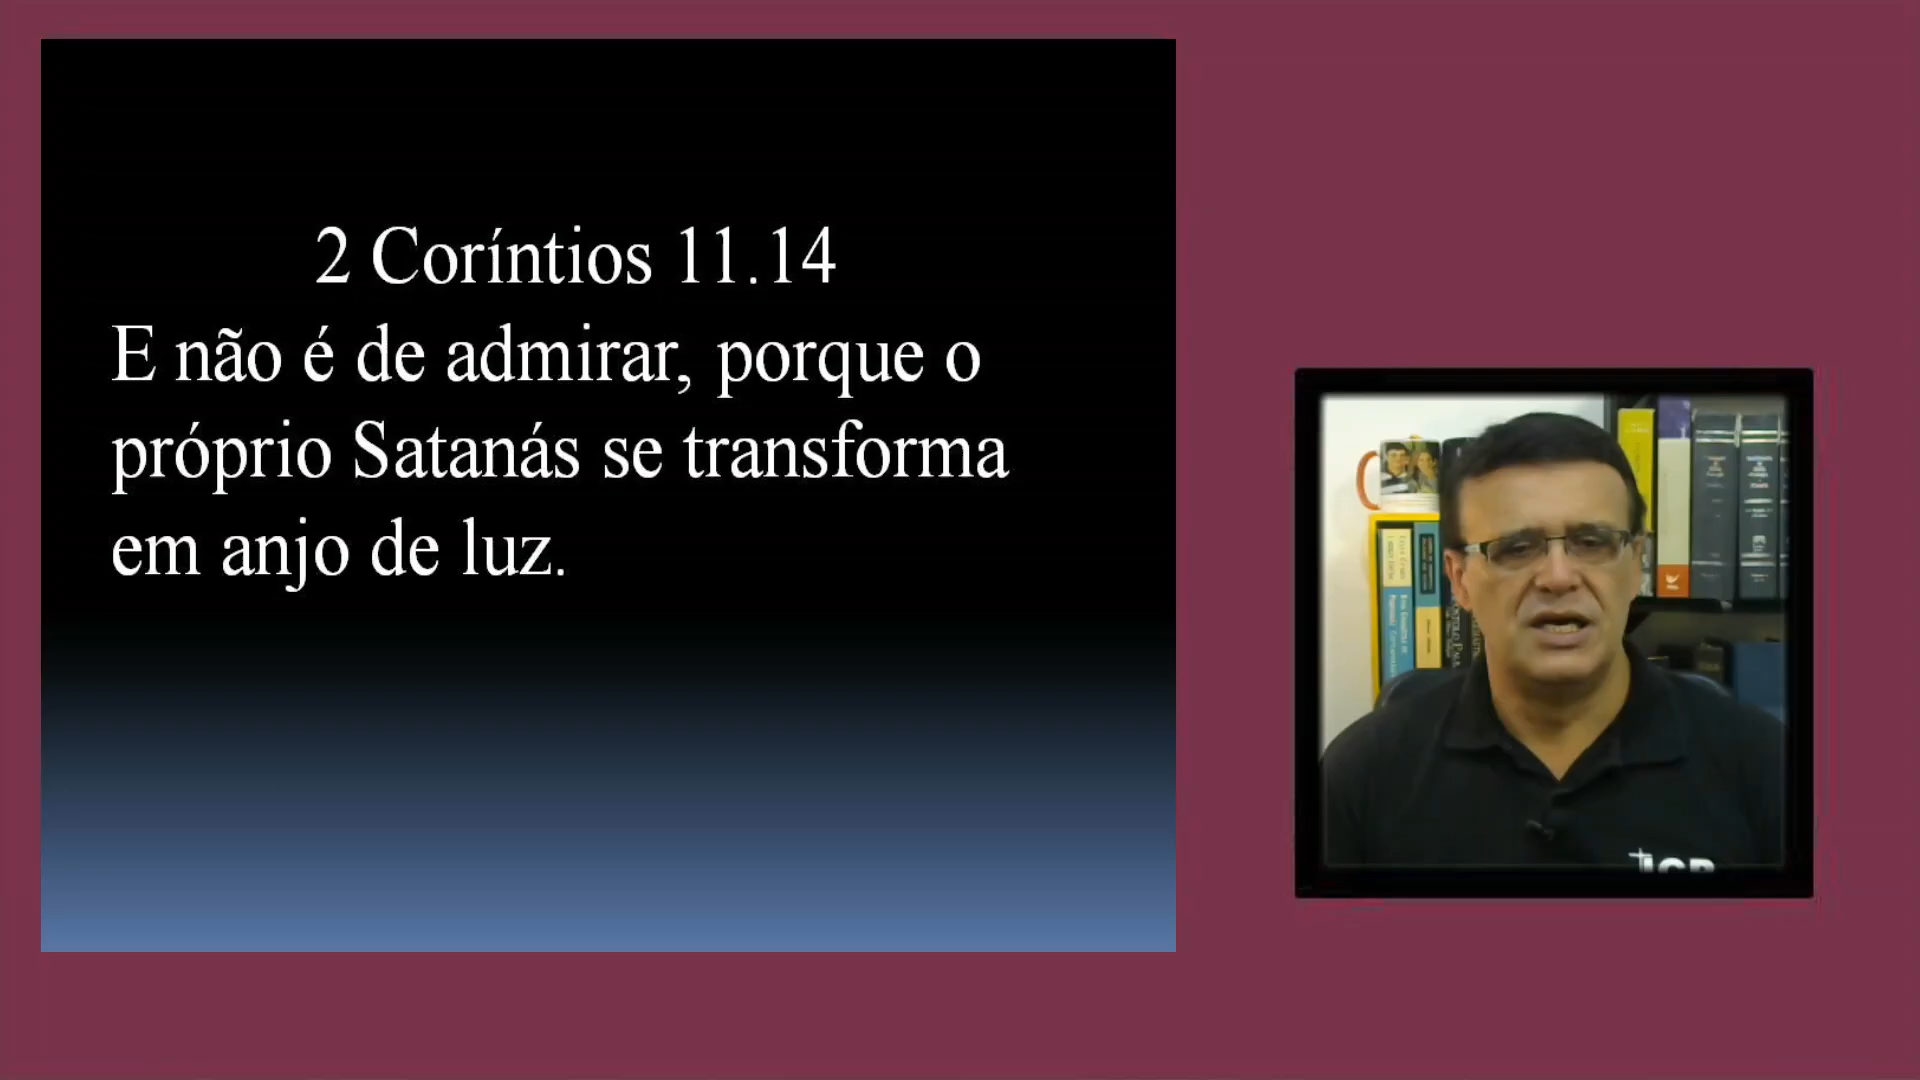 2 Coríntios 11.14
E não é de admirar, porque o
próprio Satanás se transforma
em anjo de luz.